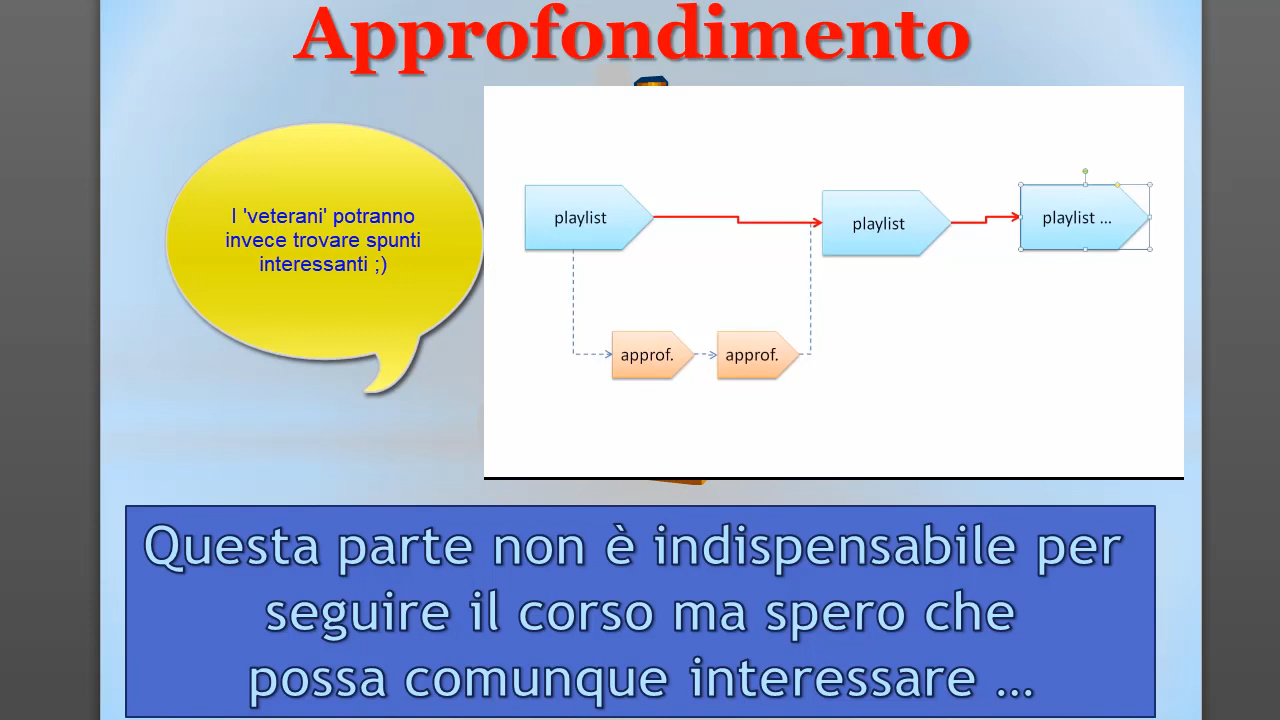 Approfondimento
I 'veterani' potranno
invece trovare spunti
interessanti ;)
playlist
playlist
playlist ...
approf.
approf.
Questa parte non è indispensabile per
seguire il corso ma spero che
possa comunque interessare ...